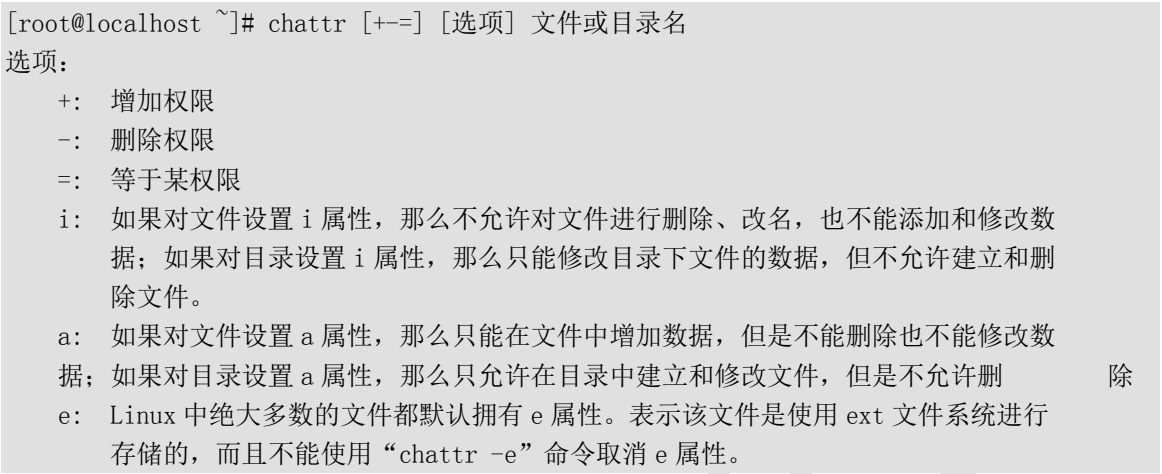 [root@localhost ~]# chattr [+-=] [选项] 文件或目录名
选项：
+: 增加权限
-: 删除权限
=: 等于某权限
i: 如果对文件设置 i 属性，那么不允许对文件进行删除、改名，也不能添加和修改数
据；如果对目录设置 i 属性，那么只能修改目录下文件的数据，但不允许建立和删
除文件。
a: 如果对文件设置 a 属性，那么只能在文件中增加数据，但是不能删除也不能修改数
据；如果对目录设置 a 属性，那么只允许在目录中建立和修改文件，但是不允许删 除
e: Linux 中绝大多数的文件都默认拥有 e 属性。表示该文件是使用 ext 文件系统进行
存储的，而且不能使用“chattr -e”命令取消 e 属性。